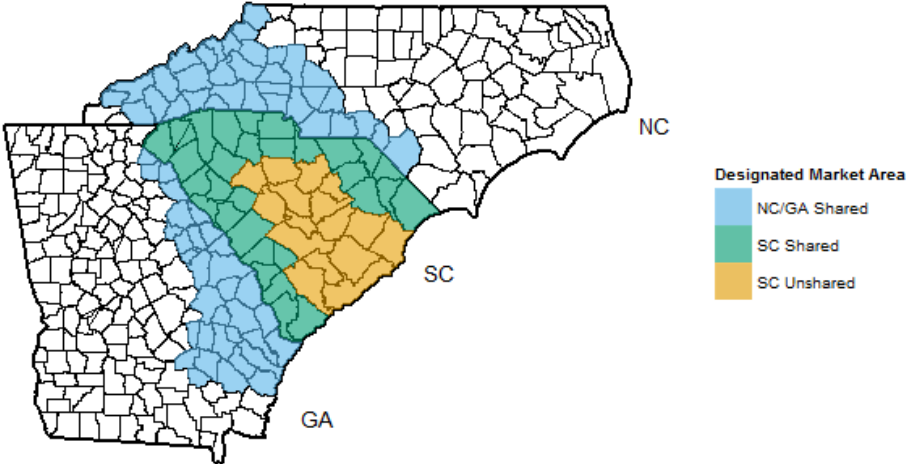 NC
Designated Market Area
NC/GA Shared
SC Shared
SC Unshared
SC
GA